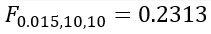 F₀.₀₁₅,₁₀,₁₀ = 0.2313